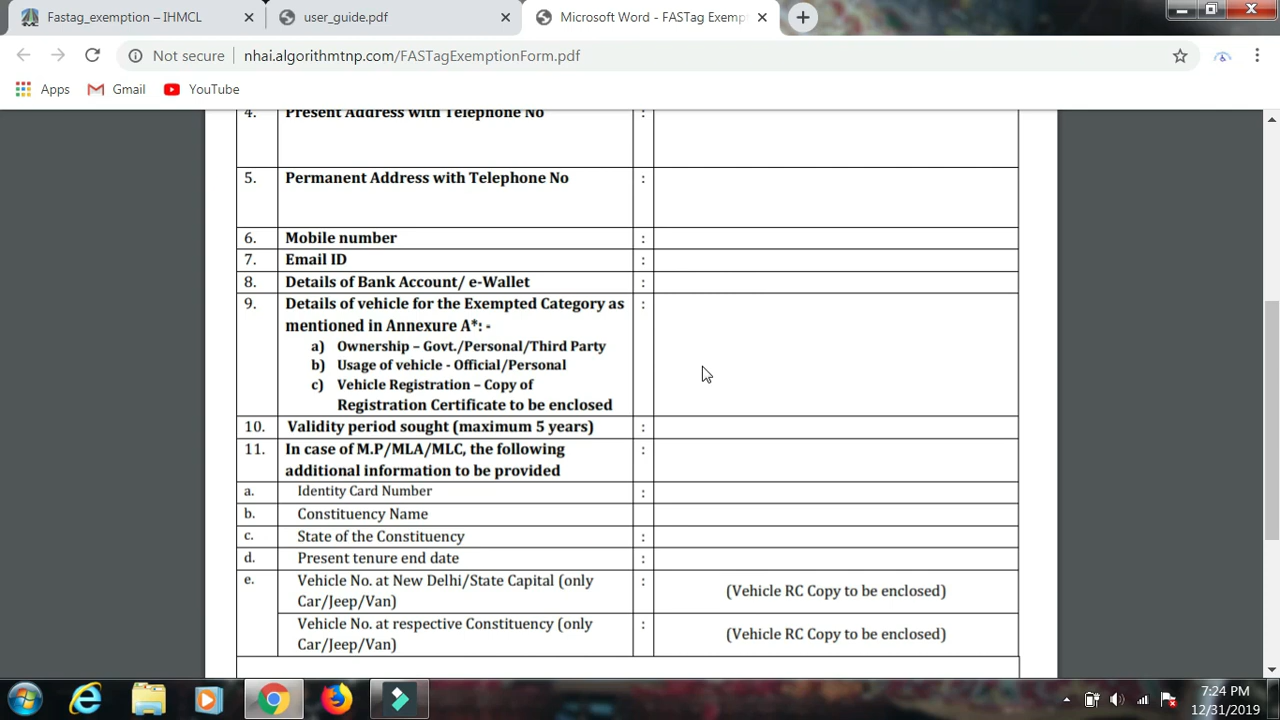 Fastag_exemption – IHMCL
user_guide.pdf
Microsoft Word - FASTag Exemp
Not secure
nhai.algorithmtnp.com/FASTagExemptionForm.pdf
Apps
Gmail
YouTube
4. Present Address with Telephone No :
5. Permanent Address with Telephone No :
6. Mobile number :
7. Email ID :
8. Details of Bank Account/ e-Wallet :
9. Details of vehicle for the Exempted Category as :
mentioned in Annexure A*: -
a) Ownership – Govt./Personal/Third Party
b) Usage of vehicle - Official/Personal
c) Vehicle Registration – Copy of
Registration Certificate to be enclosed
10. Validity period sought (maximum 5 years) :
11. In case of M.P/MLA/MLC, the following :
additional information to be provided
a. Identity Card Number :
b. Constituency Name
c. State of the Constituency :
d. Present tenure end date :
e. Vehicle No. at New Delhi/State Capital (only :
Car/Jeep/Van)
(Vehicle RC Copy to be enclosed)
Vehicle No. at respective Constituency (only :
Car/Jeep/Van)
(Vehicle RC Copy to be enclosed)
7:24 PM
12/31/2019